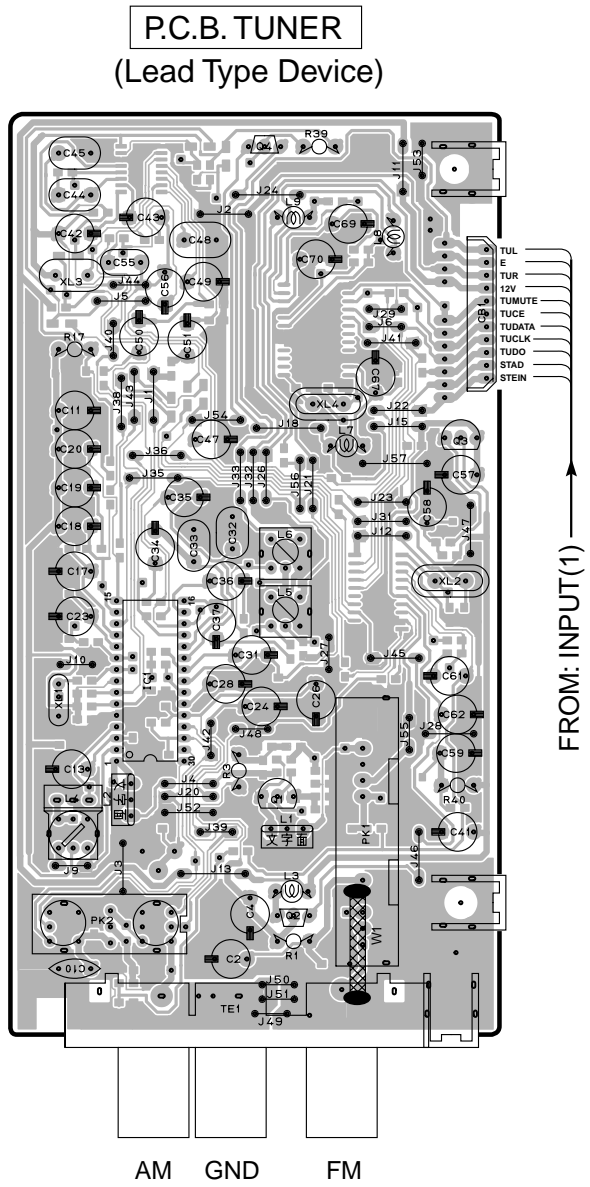 P.C.B. TUNER
(Lead Type Device)
R39
C45
Q4
J11
J53
C44
J24
J2
L9
C43
C42
C48
C69
L8
C55
C70
XL3
J44
C56
C49
J5
TUL
E
TUR
12V
TUMUTE
TUCE
TUDATA
TUCLK
TUDO
STAD
STEIN
J29
J6
J41
R17
J40
C50
C51
C67
J38
J43
J1
C11
J54
J18
XL4
J22
J15
C47
L7
Q3
C20
J36
J33
J32
J26
J56
J21
J57
C57
C19
J35
C35
J23
C58
C18
C34
C33
C32
L6
J31
J12
J47
C17
C36
XL2
15
16
L5
C23
C37
J10
IC1
C31
J27
J45
C61
XL1
C28
C24
C26
C62
J42
J48
J55
J28
C59
C13
1
30
R3
J4
J20
J52
L2
R40
L1
文字面
J39
PK1
C41
J9
J3
J13
J46
L3
PK2
C4
Q2
R1
W1
C10
C2
J50
J51
TE1
J49
AM GND FM
FROM: INPUT(1)